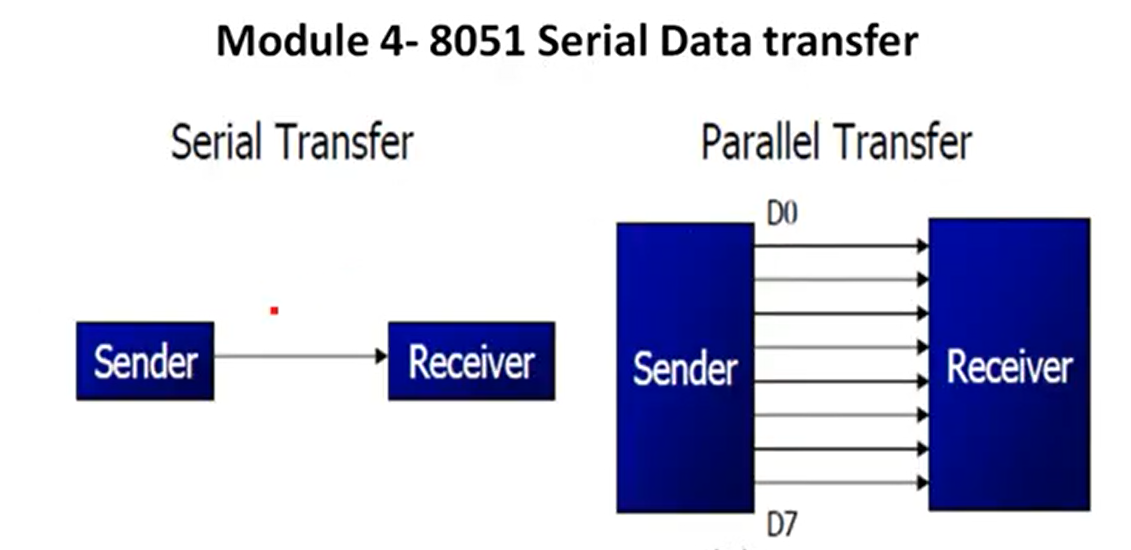 Module 4- 8051 Serial Data transfer
Serial Transfer
Sender
Receiver
Parallel Transfer
D0
Sender
Receiver
D7